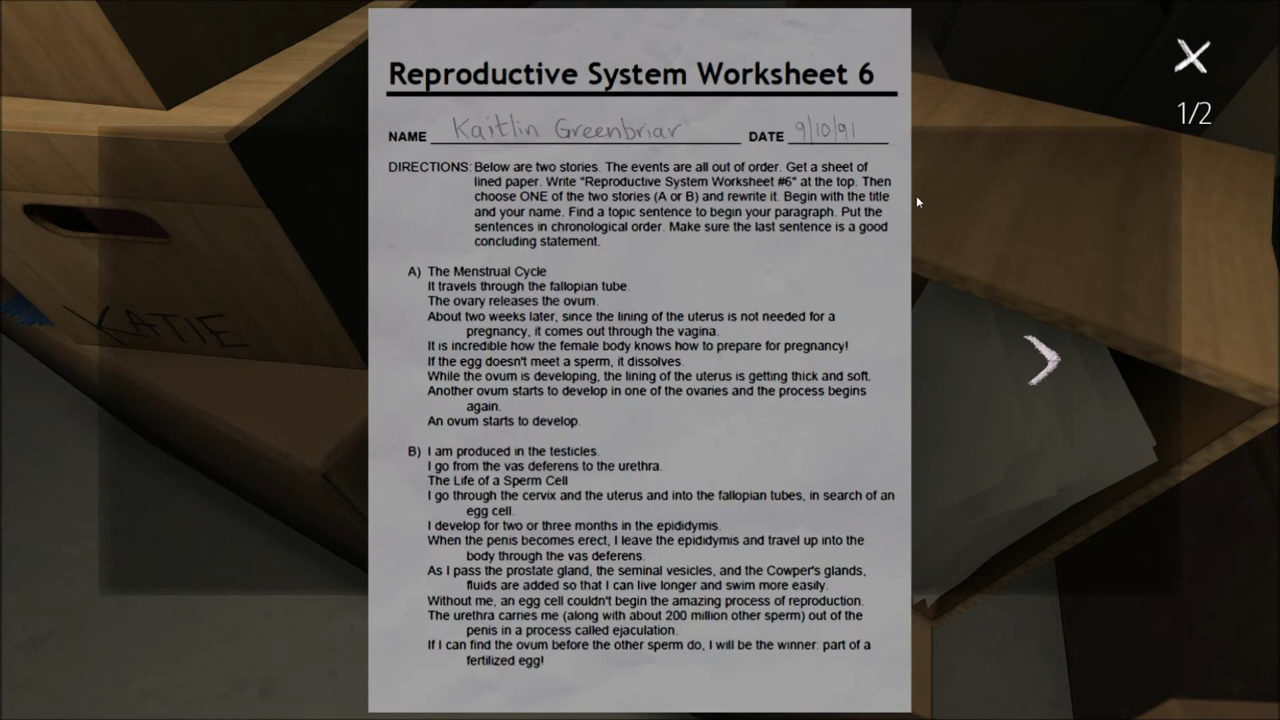 Reproductive System Worksheet 6
1/2
NAME Kaitlin Greenbriar DATE 9/10/91
DIRECTIONS: Below are two stories. The events are all out of order. Get a sheet of
lined paper. Write "Reproductive System Worksheet #6" at the top. Then
choose ONE of the two stories (A or B) and rewrite it. Begin with the title
and your name. Find a topic sentence to begin your paragraph. Put the
sentences in chronological order. Make sure the last sentence is a good
concluding statement.
A) The Menstrual Cycle
It travels through the fallopian tube.
The ovary releases the ovum.
About two weeks later, since the lining of the uterus is not needed for a
pregnancy, it comes out through the vagina.
It is incredible how the female body knows how to prepare for pregnancy!
If the egg doesn't meet a sperm, it dissolves.
While the ovum is developing, the lining of the uterus is getting thick and soft.
Another ovum starts to develop in one of the ovaries and the process begins
again.
An ovum starts to develop.
B) I am produced in the testicles.
I go from the vas deferens to the urethra.
The Life of a Sperm Cell
I go through the cervix and the uterus and into the fallopian tubes, in search of an
egg cell.
I develop for two or three months in the epididymis.
When the penis becomes erect, I leave the epididymis and travel up into the
body through the vas deferens.
As I pass the prostate gland, the seminal vesicles, and the Cowper's glands,
fluids are added so that I can live longer and swim more easily.
Without me, an egg cell couldn't begin the amazing process of reproduction.
The urethra carries me (along with about 200 million other sperm) out of the
penis in a process called ejaculation.
If I can find the ovum before the other sperm do, I will be the winner: part of a
fertilized egg!
KATIE